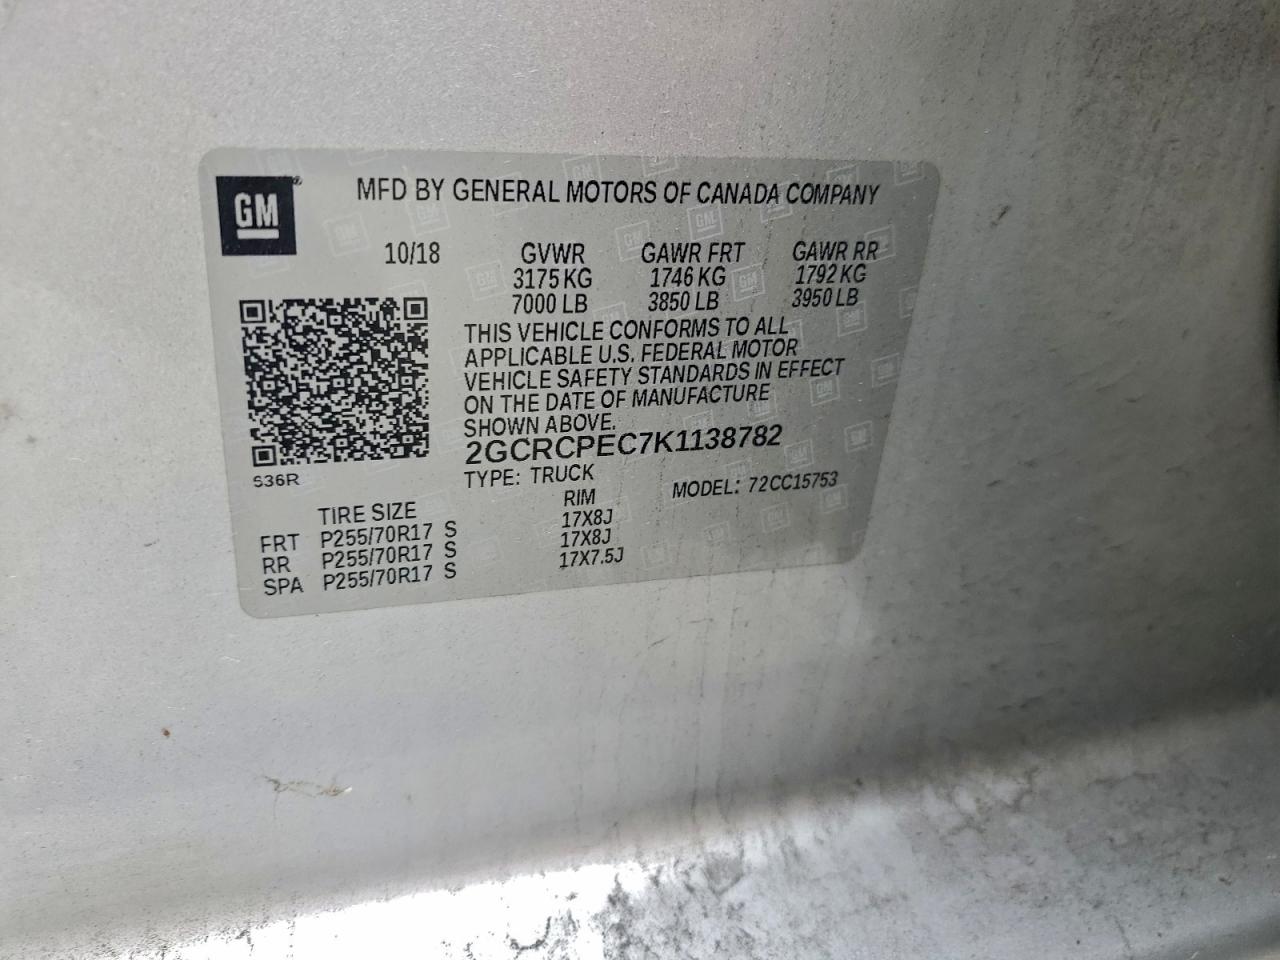 GM
MFD BY GENERAL MOTORS OF CANADA COMPANY
10/18 GVWR GAWR FRT GAWR RR
3175 KG 1746 KG 1792 KG
7000 LB 3850 LB 3950 LB
THIS VEHICLE CONFORMS TO ALL
APPLICABLE U.S. FEDERAL MOTOR
VEHICLE SAFETY STANDARDS IN EFFECT
ON THE DATE OF MANUFACTURE
SHOWN ABOVE.
2GCRCPEC7K1138782
S36R
TYPE: TRUCK MODEL: 72CC15753
TIRE SIZE RIM
FRT P255/70R17 S 17X8J
RR P255/70R17 S 17X8J
SPA P255/70R17 S 17X7.5J